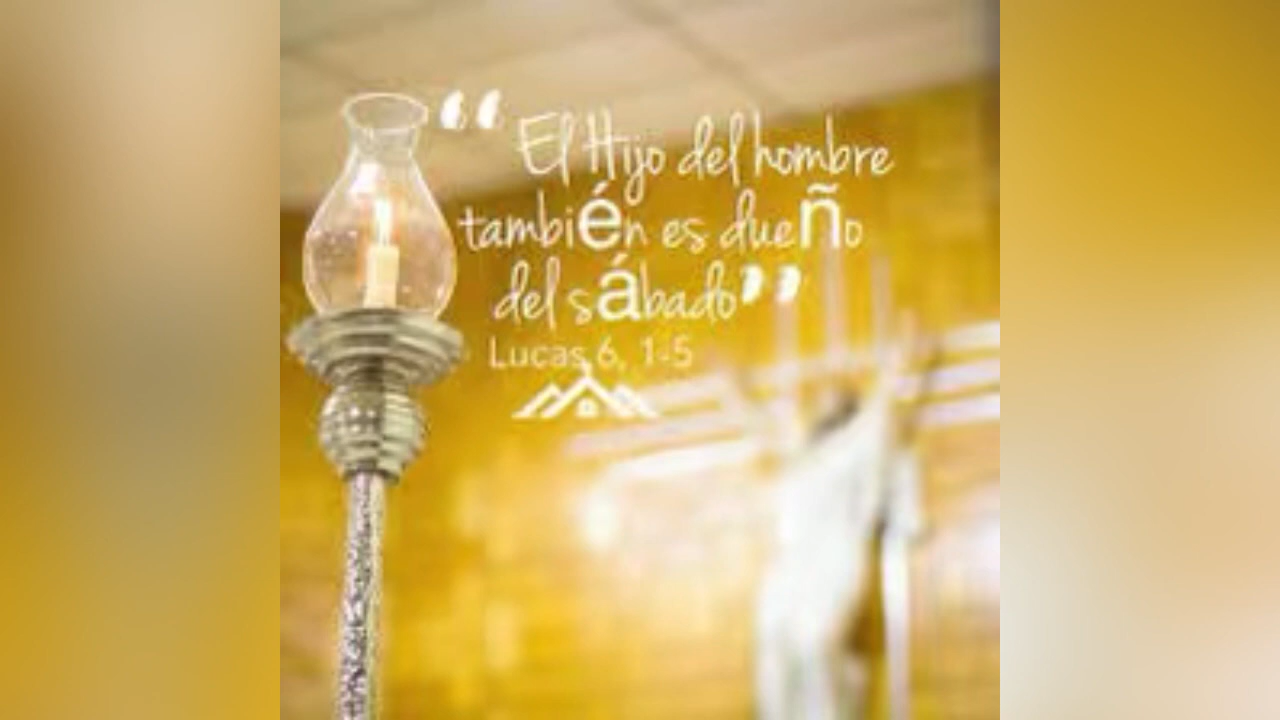 “El Hijo del hombre
también es dueño
del sábado”
Lucas 6, 1-5